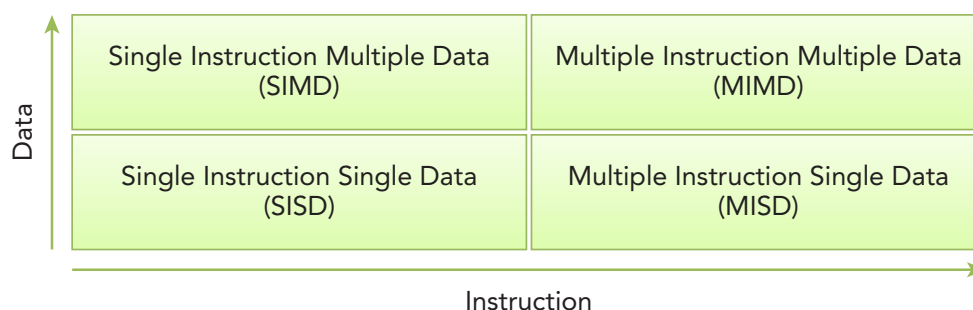 Single Instruction Multiple Data
(SIMD)
Multiple Instruction Multiple Data
(MIMD)
Data
Single Instruction Single Data
(SISD)
Multiple Instruction Single Data
(MISD)
Instruction